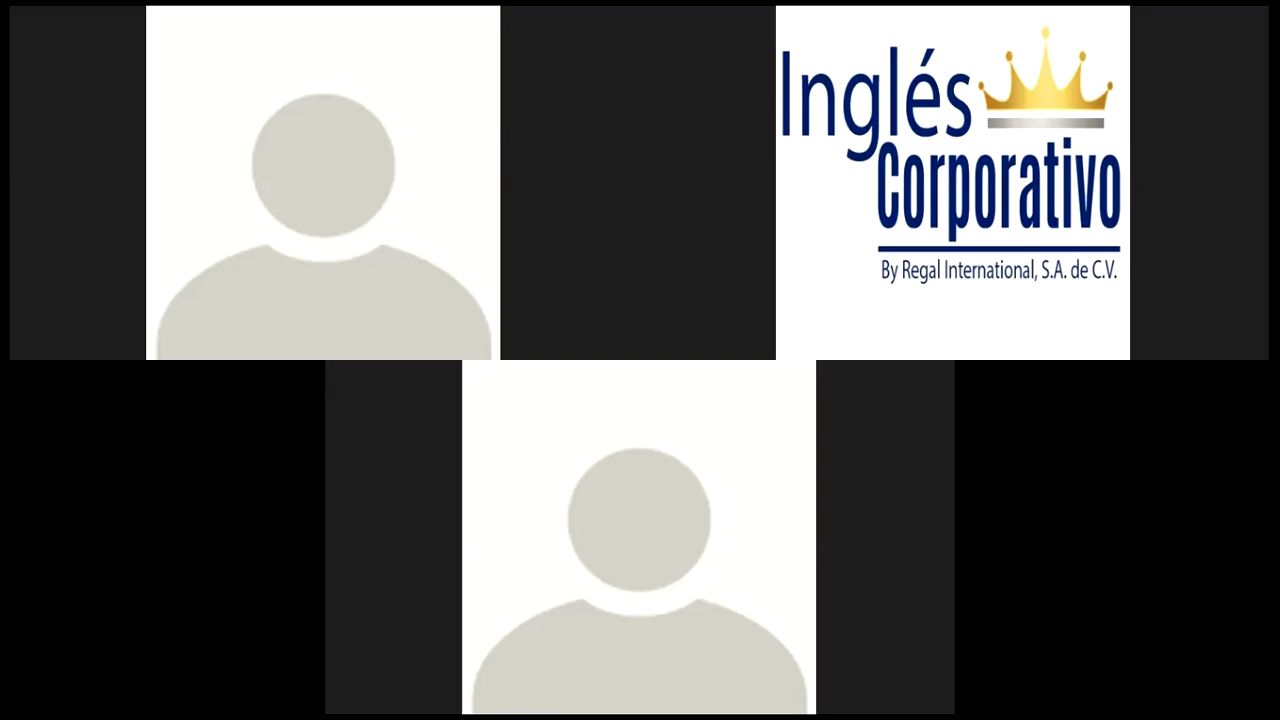 Inglés
Corporativo
By Regal International, S.A. de C.V.